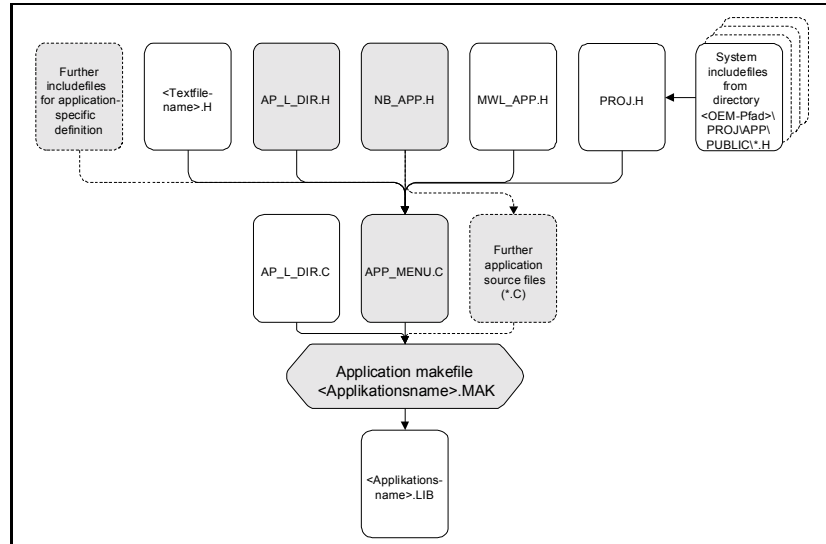 Further
includefiles
for application-
specific
definition
<Textfile-
name>.H
AP_L_DIR.H
NB_APP.H
MWL_APP.H
PROJ.H
System
includefiles
from
directory
<OEM-Pfad>\
PROJ\APP\
PUBLIC\*.H
AP_L_DIR.C
APP_MENU.C
Further
application
source files
(*.C)
Application makefile
<Applikationsname>.MAK
<Applikations-
name>.LIB